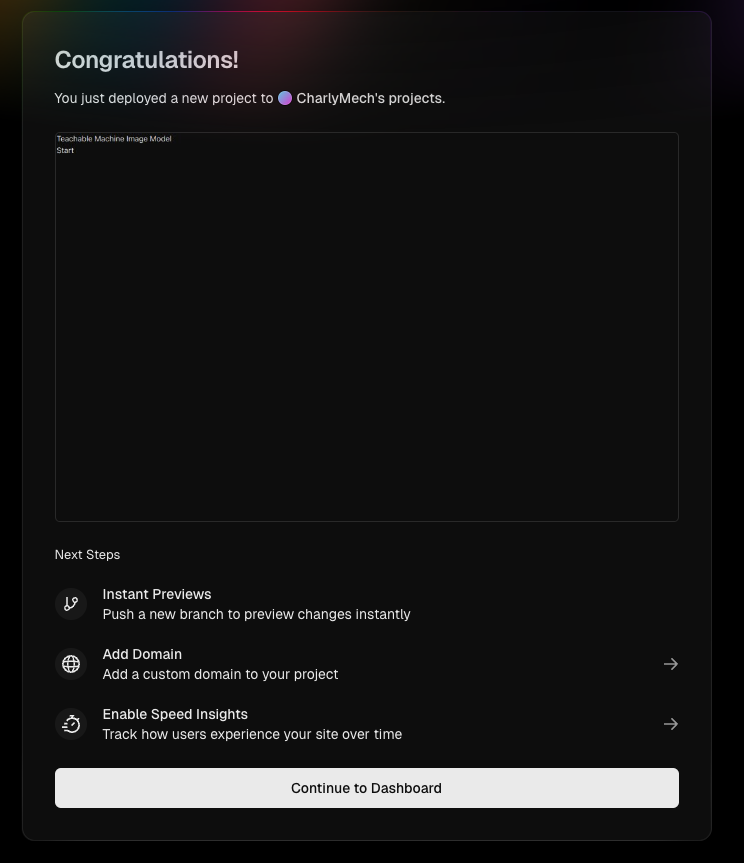 Congratulations!
You just deployed a new project to CharlyMech's projects.
Teachable Machine Image Model
Start
Next Steps
Instant Previews
Push a new branch to preview changes instantly
Add Domain
Add a custom domain to your project
Enable Speed Insights
Track how users experience your site over time
Continue to Dashboard